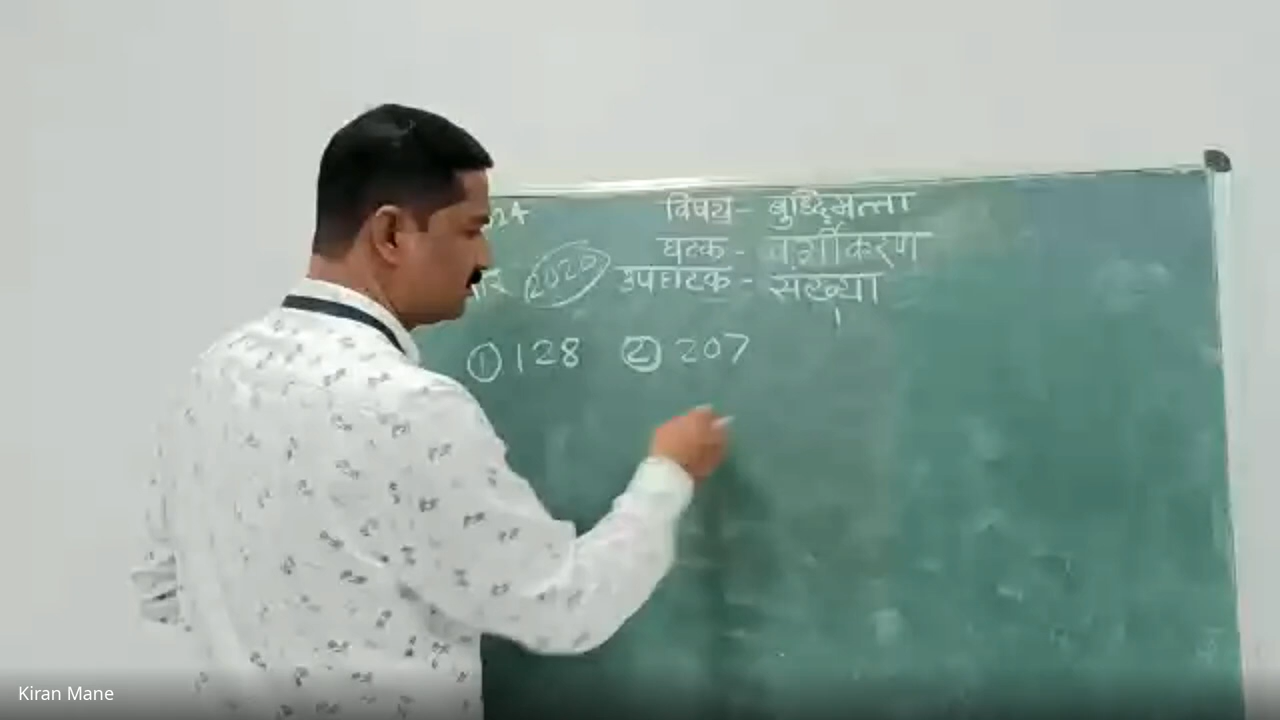 विषय - बुध्दिमत्ता
घटक - वर्गीकरण
2020 उपघटक - संख्या
① 128 ② 207
Kiran Mane